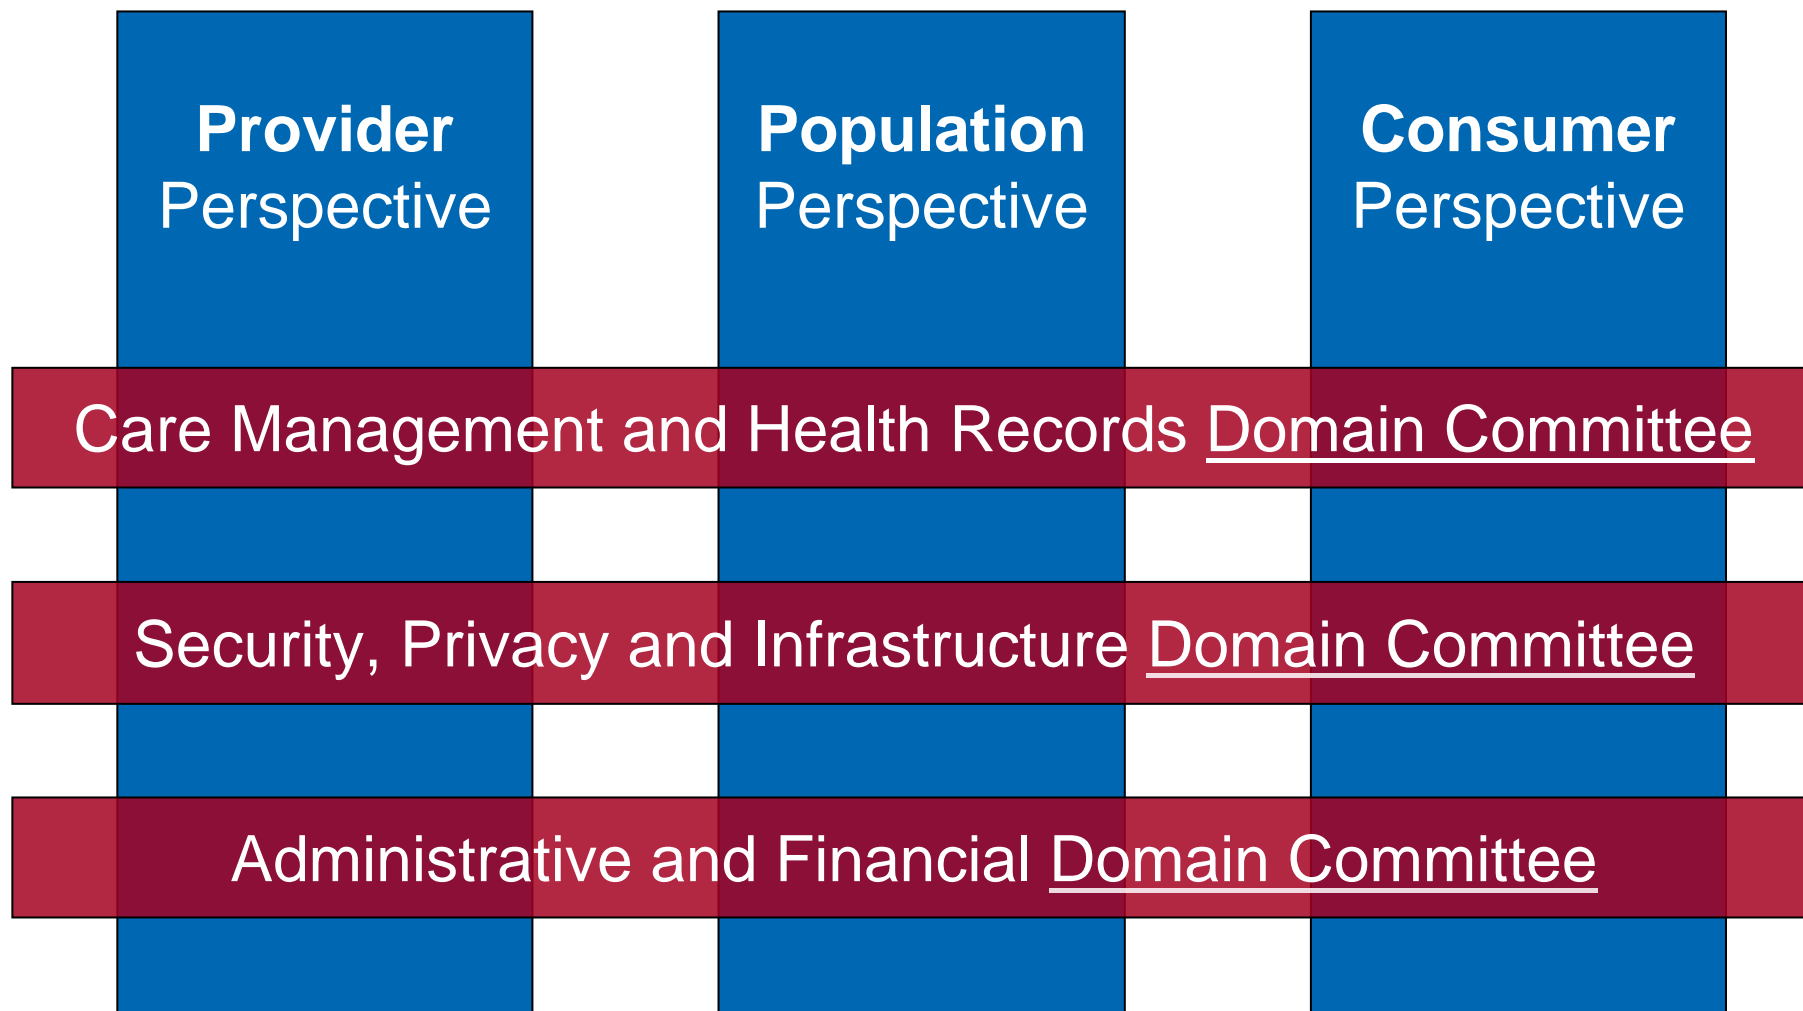 Provider
Perspective
Population
Perspective
Consumer
Perspective
Care Management and Health Records Domain Committee
Security, Privacy and Infrastructure Domain Committee
Administrative and Financial Domain Committee